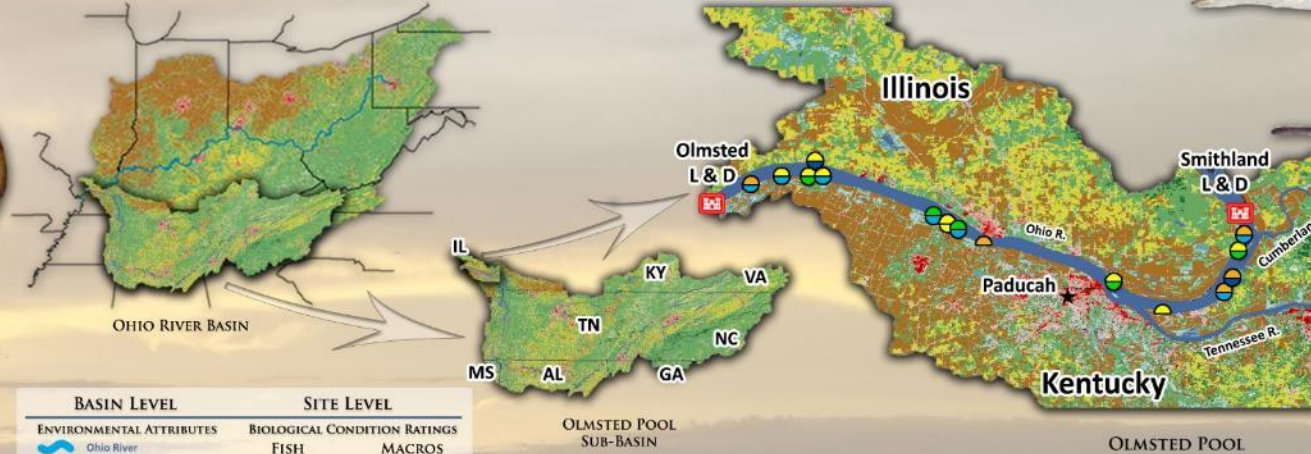 OHIO RIVER BASIN
IL
KY
VA
TN
NC
MS
AL
GA
OLMSTED POOL
SUB-BASIN
Illinois
Olmsted
L & D
Smithland
L & D
Ohio R.
Cumberlan
Paducah
Tennessee R.
Kentucky
OLMSTED POOL
BASIN LEVEL
SITE LEVEL
ENVIRONMENTAL ATTRIBUTES
BIOLOGICAL CONDITION RATINGS
Ohio River
FISH
MACROS